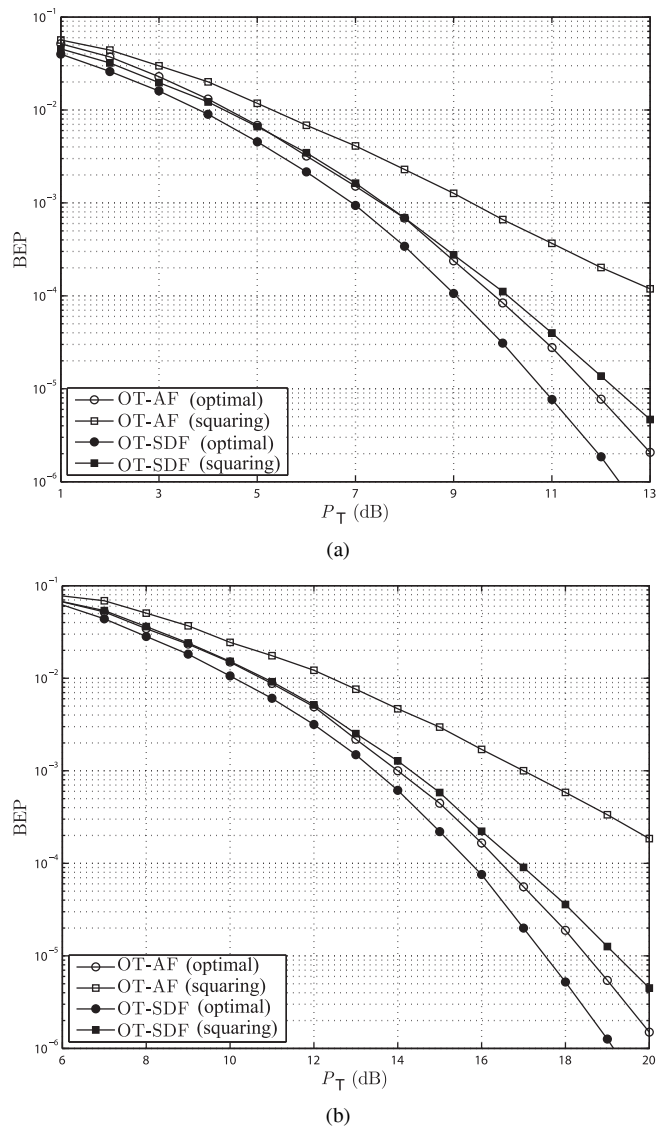 10⁻¹
10⁻²
10⁻³
10⁻⁴
10⁻⁵
10⁻⁶
BEP
OT-AF (optimal)
OT-AF (squaring)
OT-SDF (optimal)
OT-SDF (squaring)
1 3 5 7 9 11 13
P_T (dB)
(a)
10⁻¹
10⁻²
10⁻³
10⁻⁴
10⁻⁵
10⁻⁶
BEP
OT-AF (optimal)
OT-AF (squaring)
OT-SDF (optimal)
OT-SDF (squaring)
6 8 10 12 14 16 18 20
P_T (dB)
(b)